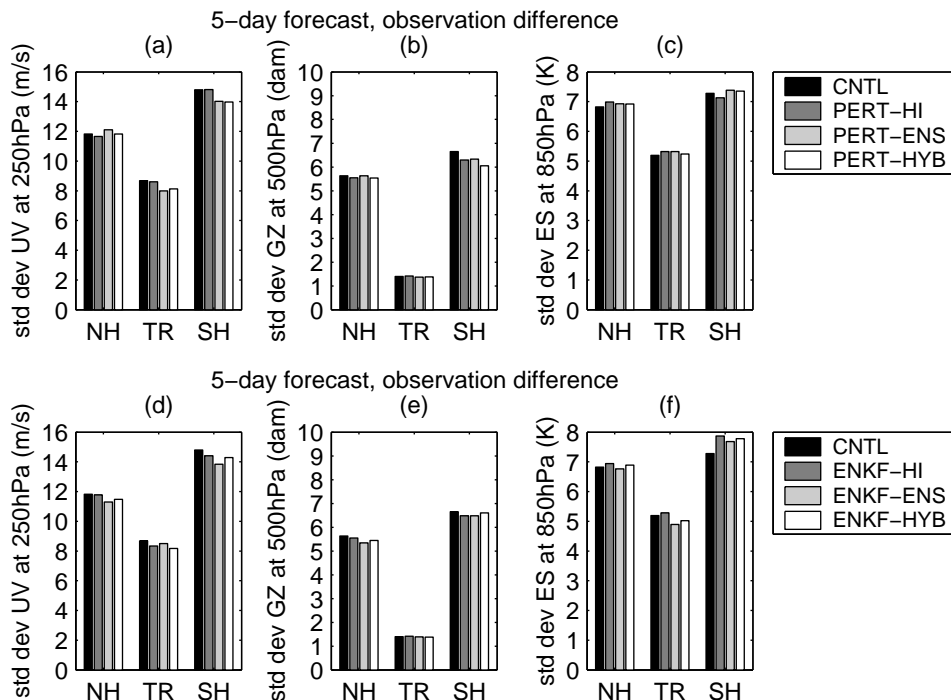 5−day forecast, observation difference
(a)
(b)
(c)
std dev UV at 250hPa (m/s)
16
14
12
10
8
6
4
2
0
NH TR SH
std dev GZ at 500hPa (dam)
10
9
8
7
6
5
4
3
2
1
0
NH TR SH
std dev ES at 850hPa (K)
8
7
6
5
4
3
2
1
0
NH TR SH
CNTL
PERT−HI
PERT−ENS
PERT−HYB
5−day forecast, observation difference
(d)
(e)
(f)
std dev UV at 250hPa (m/s)
16
14
12
10
8
6
4
2
0
NH TR SH
std dev GZ at 500hPa (dam)
10
9
8
7
6
5
4
3
2
1
0
NH TR SH
std dev ES at 850hPa (K)
8
7
6
5
4
3
2
1
0
NH TR SH
CNTL
ENKF−HI
ENKF−ENS
ENKF−HYB